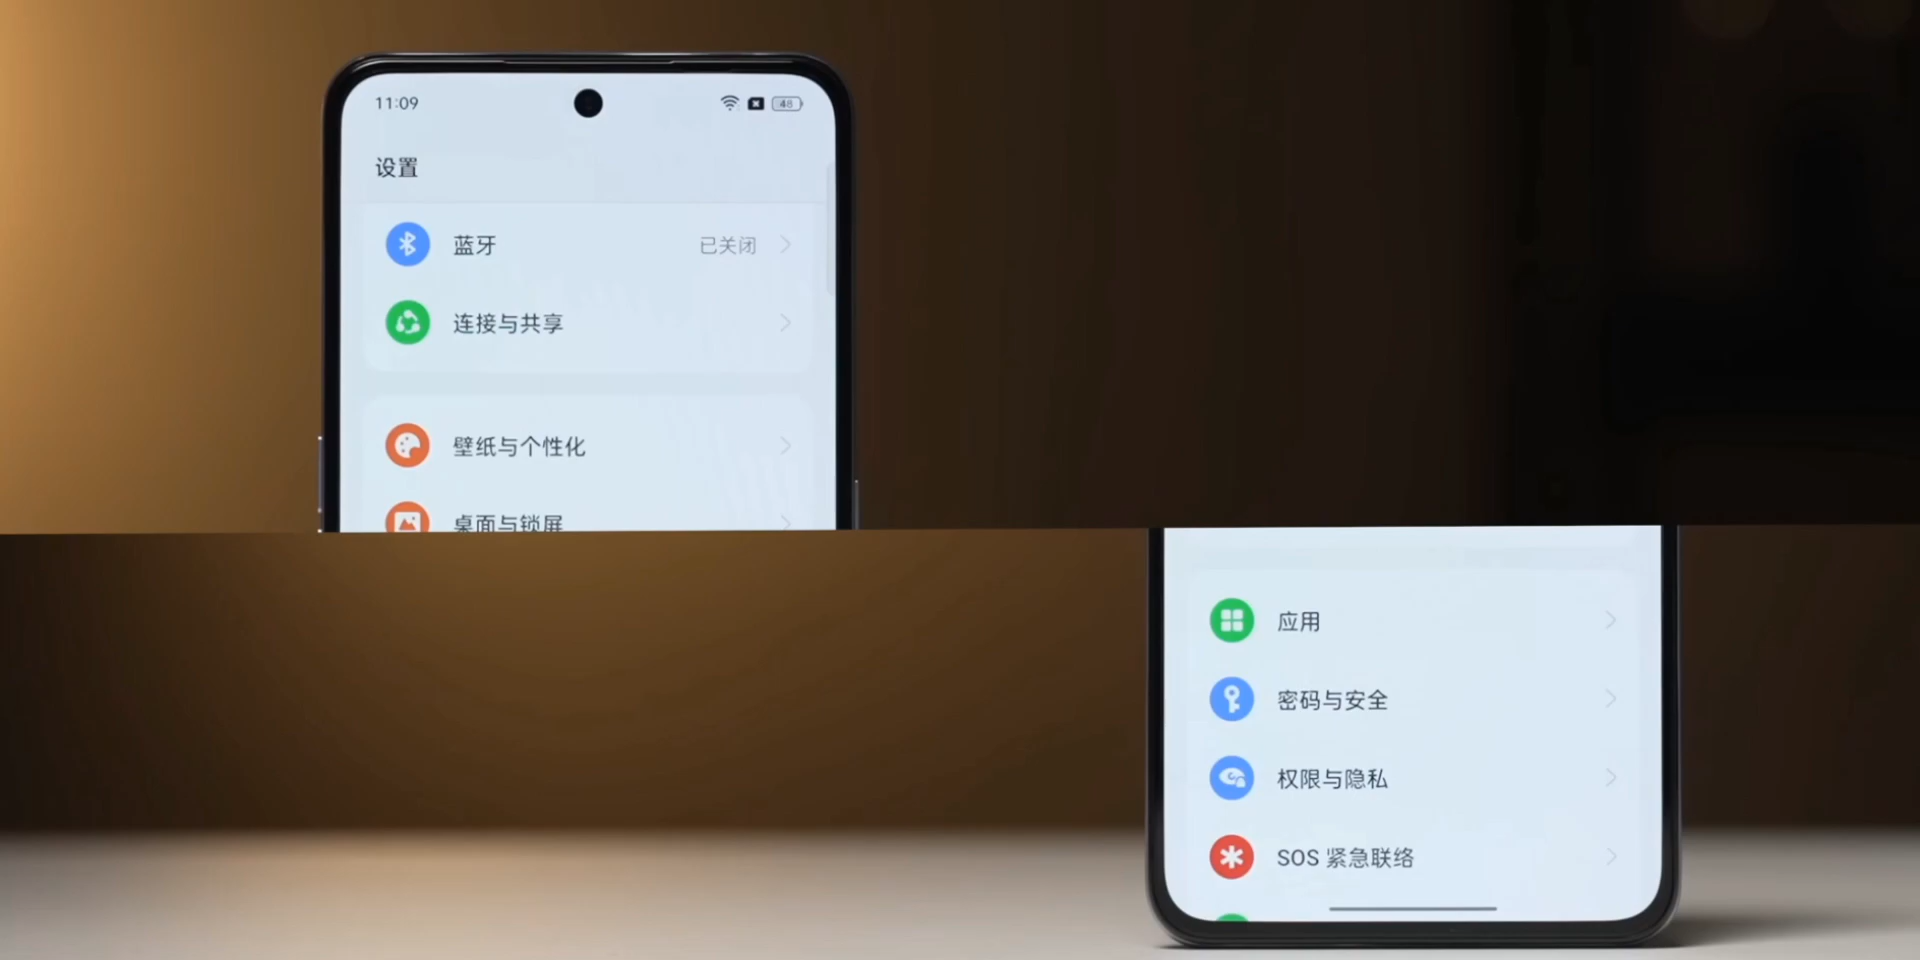 11:09
48
设置
蓝牙
已关闭
连接与共享
壁纸与个性化
桌面与锁屏
应用
密码与安全
权限与隐私
SOS 紧急联络